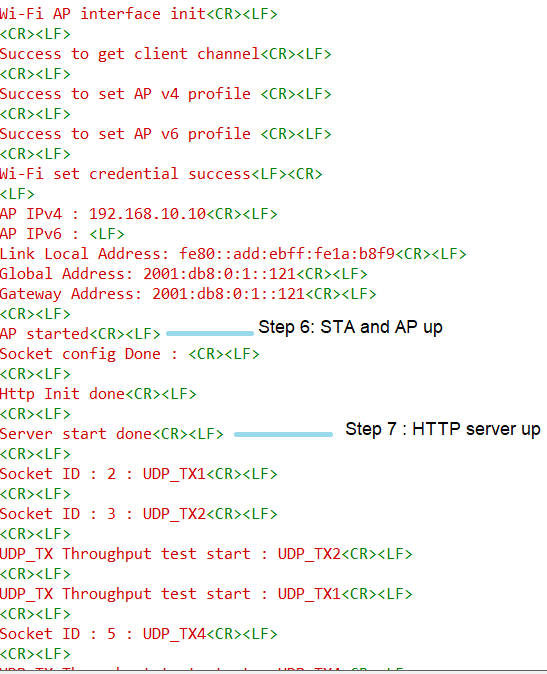 Wi-Fi AP interface init<CR><LF>
<CR><LF>
Success to get client channel<CR><LF>
<CR><LF>
Success to set AP v4 profile <CR><LF>
<CR><LF>
Success to set AP v6 profile <CR><LF>
<CR><LF>
Wi-Fi set credential success<LF><CR>
<LF>
AP IPv4 : 192.168.10.10<CR><LF>
AP IPv6 : <LF>
Link Local Address: fe80::add:ebff:fe1a:b8f9<CR><LF>
Global Address: 2001:db8:0:1::121<CR><LF>
Gateway Address: 2001:db8:0:1::121<CR><LF>
<CR><LF>
AP started<CR><LF> Step 6: STA and AP up
Socket config Done : <CR><LF>
<CR><LF>
Http Init done<CR><LF>
<CR><LF>
Server start done<CR><LF> Step 7 : HTTP server up
<CR><LF>
Socket ID : 2 : UDP_TX1<CR><LF>
<CR><LF>
Socket ID : 3 : UDP_TX2<CR><LF>
<CR><LF>
UDP_TX Throughput test start : UDP_TX2<CR><LF>
<CR><LF>
UDP_TX Throughput test start : UDP_TX1<CR><LF>
<CR><LF>
Socket ID : 5 : UDP_TX4<CR><LF>
<CR><LF>